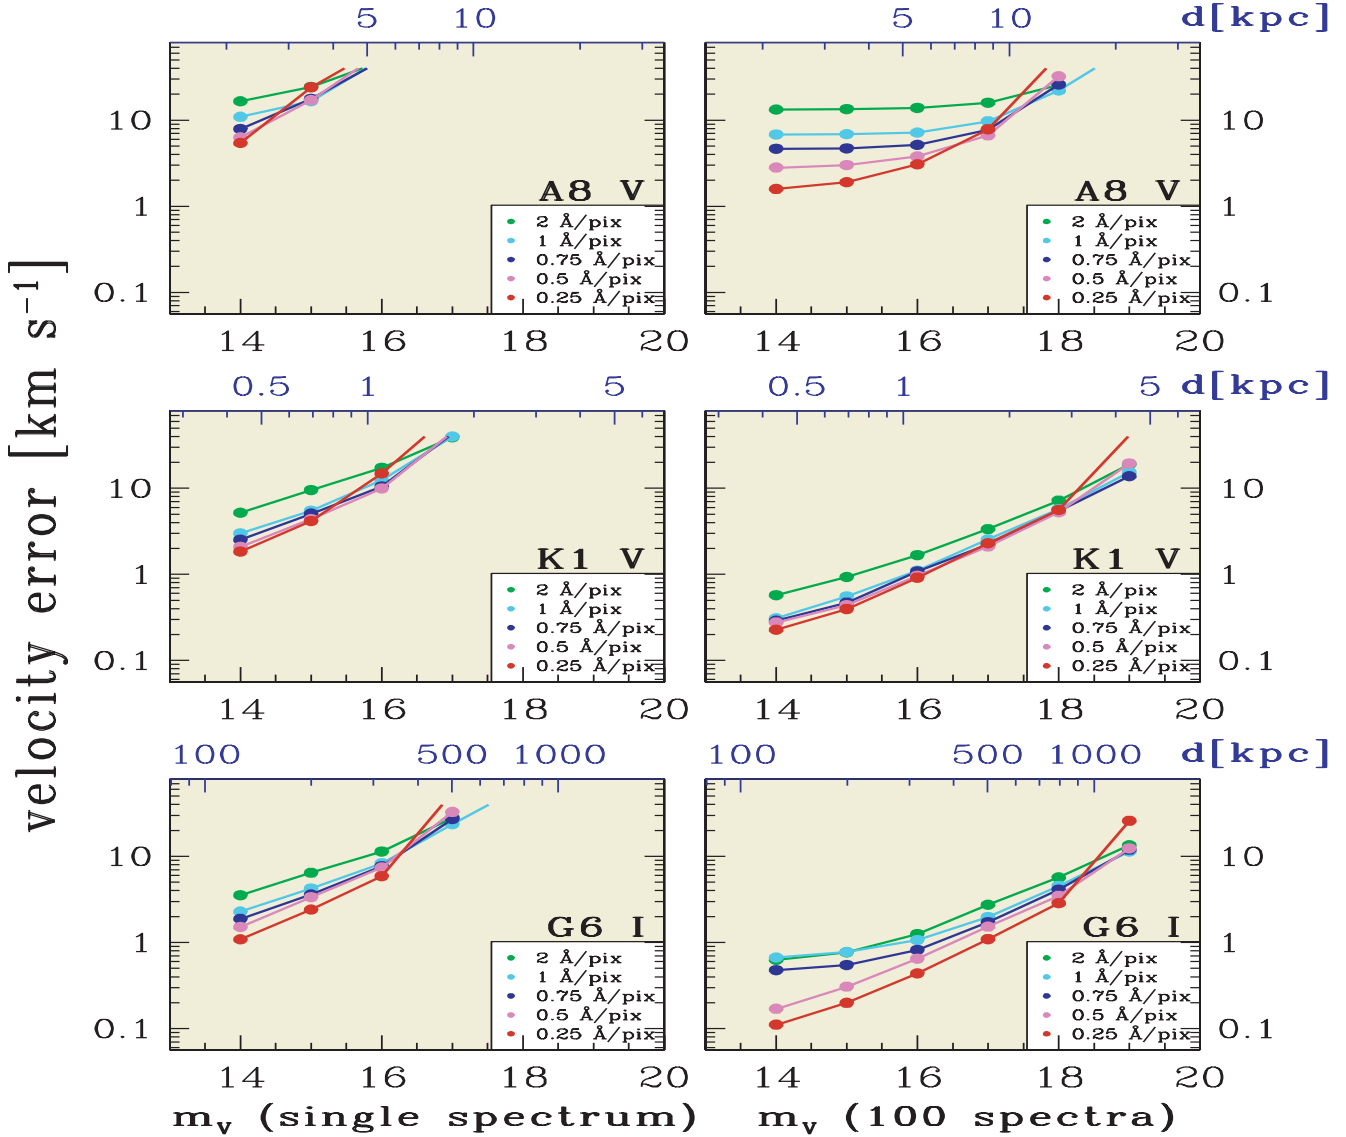 5 10 5 10 d[kpc]
10 10
A8 V A8 V
1 1
2 Å/pix 2 Å/pix
1 Å/pix 1 Å/pix
0.75 Å/pix 0.75 Å/pix
0.5 Å/pix 0.5 Å/pix
0.1 0.1
0.25 Å/pix 0.25 Å/pix
14 16 18 20 14 16 18 20
0.5 1 5 0.5 1 5 d[kpc]
velocity error [km s⁻¹]
10 10
K1 V K1 V
1 1
2 Å/pix 2 Å/pix
1 Å/pix 1 Å/pix
0.75 Å/pix 0.75 Å/pix
0.5 Å/pix 0.5 Å/pix
0.1 0.1
0.25 Å/pix 0.25 Å/pix
14 16 18 20 14 16 18 20
100 500 1000 100 500 1000 d[kpc]
10 10
G6 I G6 I
1 1
2 Å/pix 2 Å/pix
1 Å/pix 1 Å/pix
0.75 Å/pix 0.75 Å/pix
0.5 Å/pix 0.5 Å/pix
0.1 0.1
0.25 Å/pix 0.25 Å/pix
14 16 18 20 14 16 18 20
mᵥ (single spectrum) mᵥ (100 spectra)